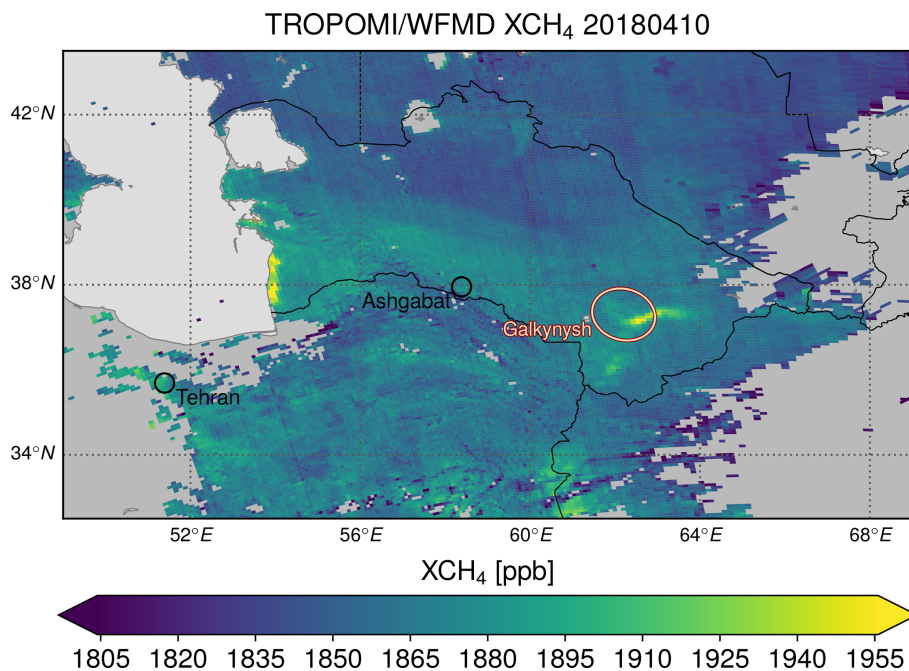 TROPOMI/WFMD XCH₄ 20180410
42°N
38°N
34°N
Ashgabat
Galkynysh
Tehran
52°E 56°E 60°E 64°E 68°E
XCH₄ [ppb]
1805 1820 1835 1850 1865 1880 1895 1910 1925 1940 1955